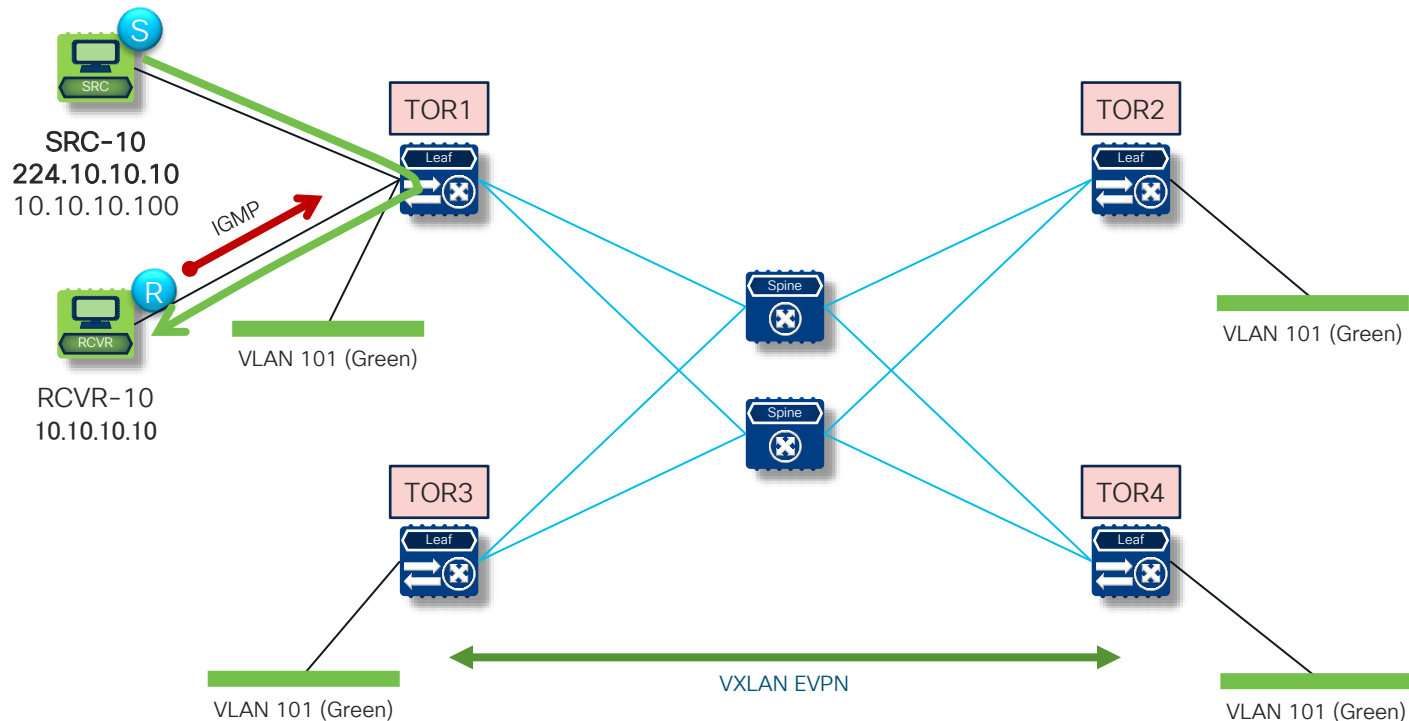 S
SRC
SRC-10
224.10.10.10
10.10.10.100
IGMP
R
RCVR
RCVR-10
10.10.10.10
TOR1
Leaf
VLAN 101 (Green)
TOR2
Leaf
VLAN 101 (Green)
Spine
Spine
TOR3
Leaf
VLAN 101 (Green)
TOR4
Leaf
VLAN 101 (Green)
VXLAN EVPN